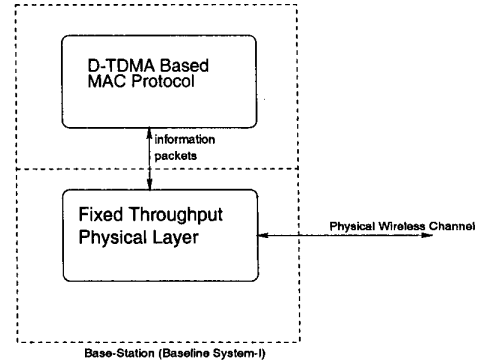 D-TDMA Based
MAC Protocol
information
packets
Fixed Throughput
Physical Layer
Physical Wireless Channel
Base-Station (Baseline System-I)